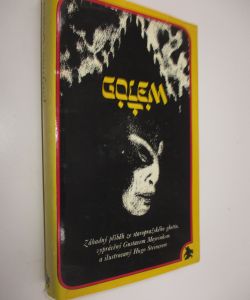 GOLEM
Záhadný příběh ze staropražského ghetta,
vyprávěný Gustavem Meyrinkem
a ilustrovaný Hugo Steinerem